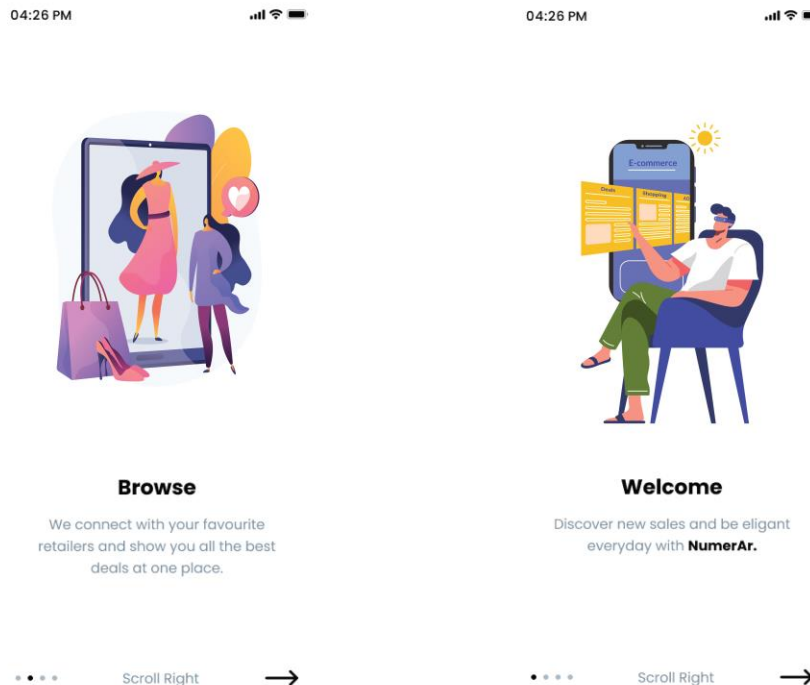 04:26 PM
Browse
We connect with your favourite
retailers and show you all the best
deals at one place.
Scroll Right
04:26 PM
E-commerce
Deals
Shopping
Welcome
Discover new sales and be eligant
everyday with NumerAr.
Scroll Right